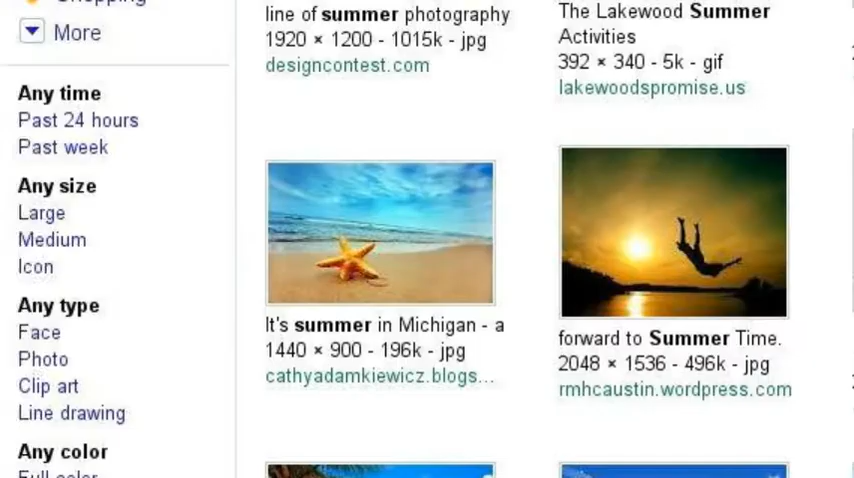 Shopping
More
Any time
Past 24 hours
Past week
Any size
Large
Medium
Icon
Any type
Face
Photo
Clip art
Line drawing
Any color
Full color
line of summer photography
1920 × 1200 - 1015k - jpg
designcontest.com
The Lakewood Summer
Activities
392 × 340 - 5k - gif
lakewoodspromise.us
It's summer in Michigan - a
1440 × 900 - 196k - jpg
cathyadamkiewicz.blogs...
forward to Summer Time.
2048 × 1536 - 496k - jpg
rmhcaustin.wordpress.com